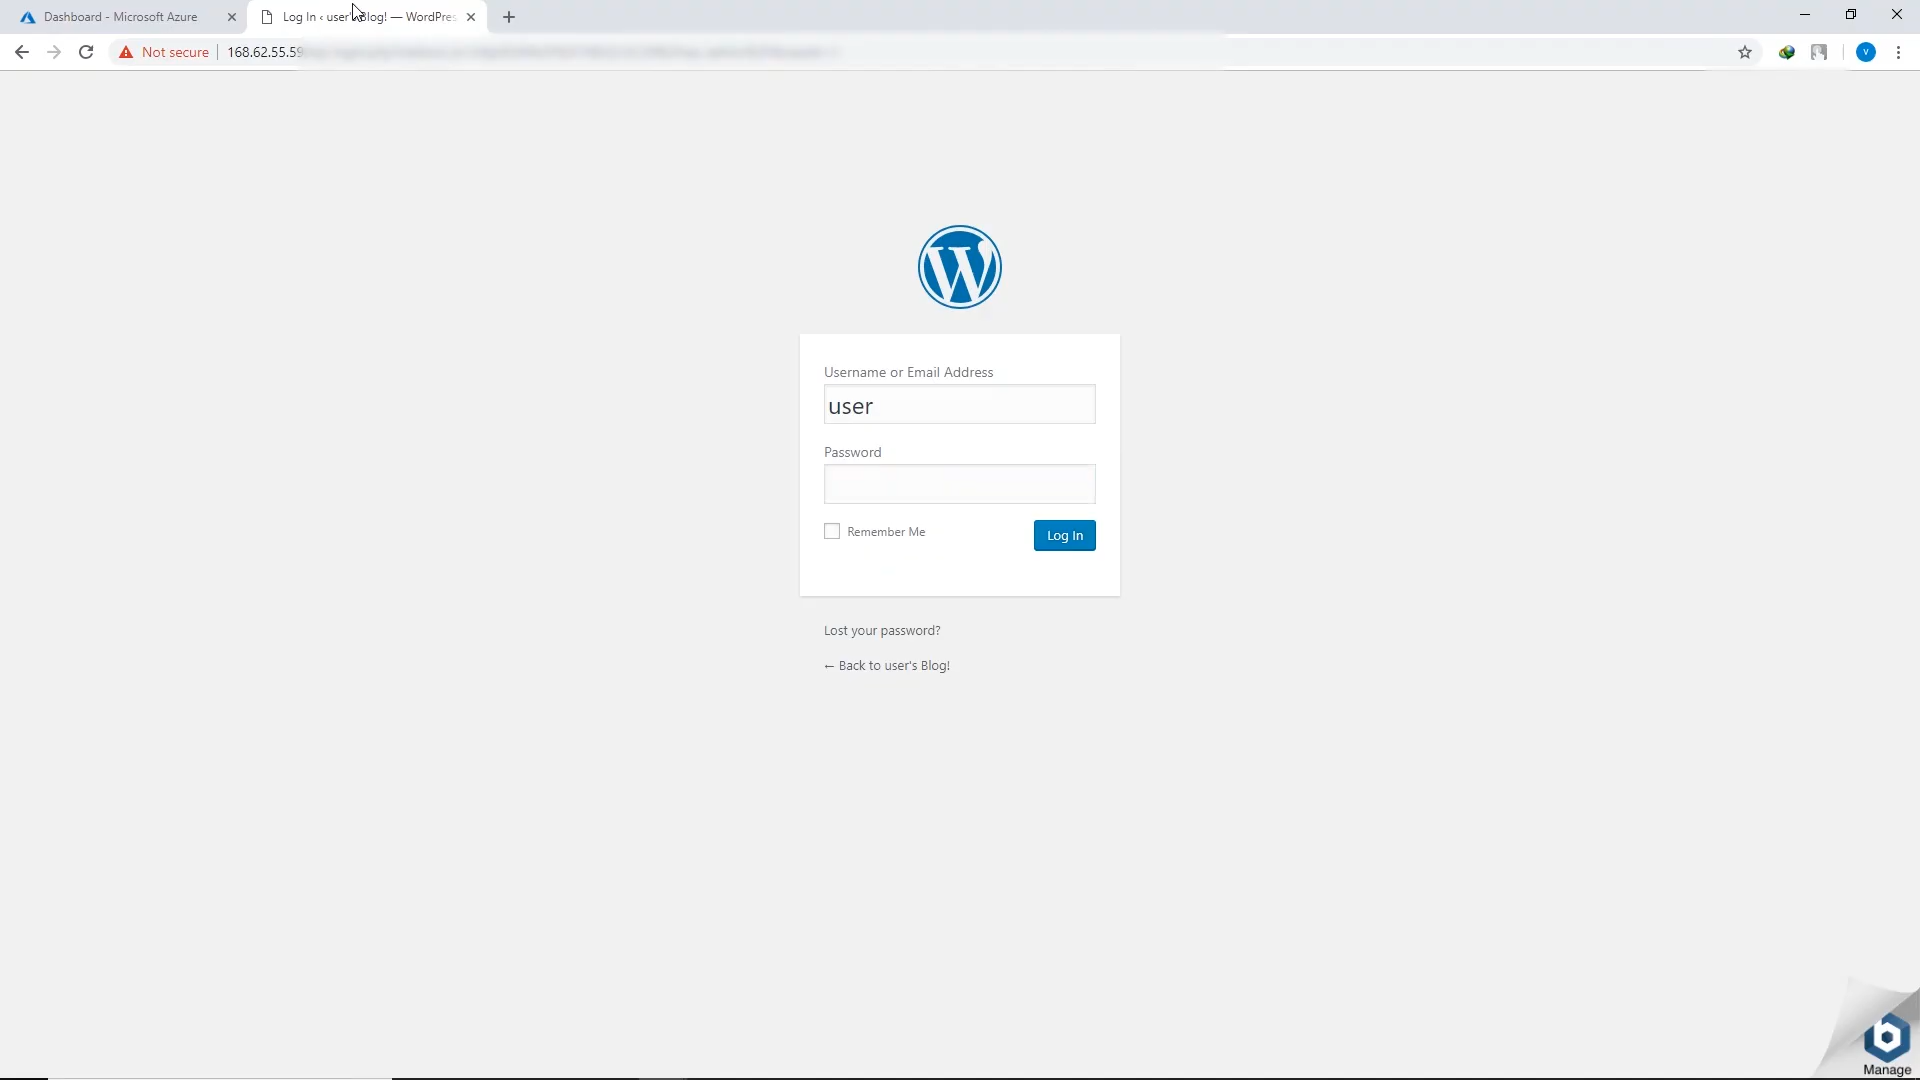 Dashboard - Microsoft Azure
Log In ‹ user's Blog! — WordPres
Not secure
168.62.55.59
V
Username or Email Address
user
Password
Remember Me
Log In
Lost your password?
← Back to user's Blog!
Manage